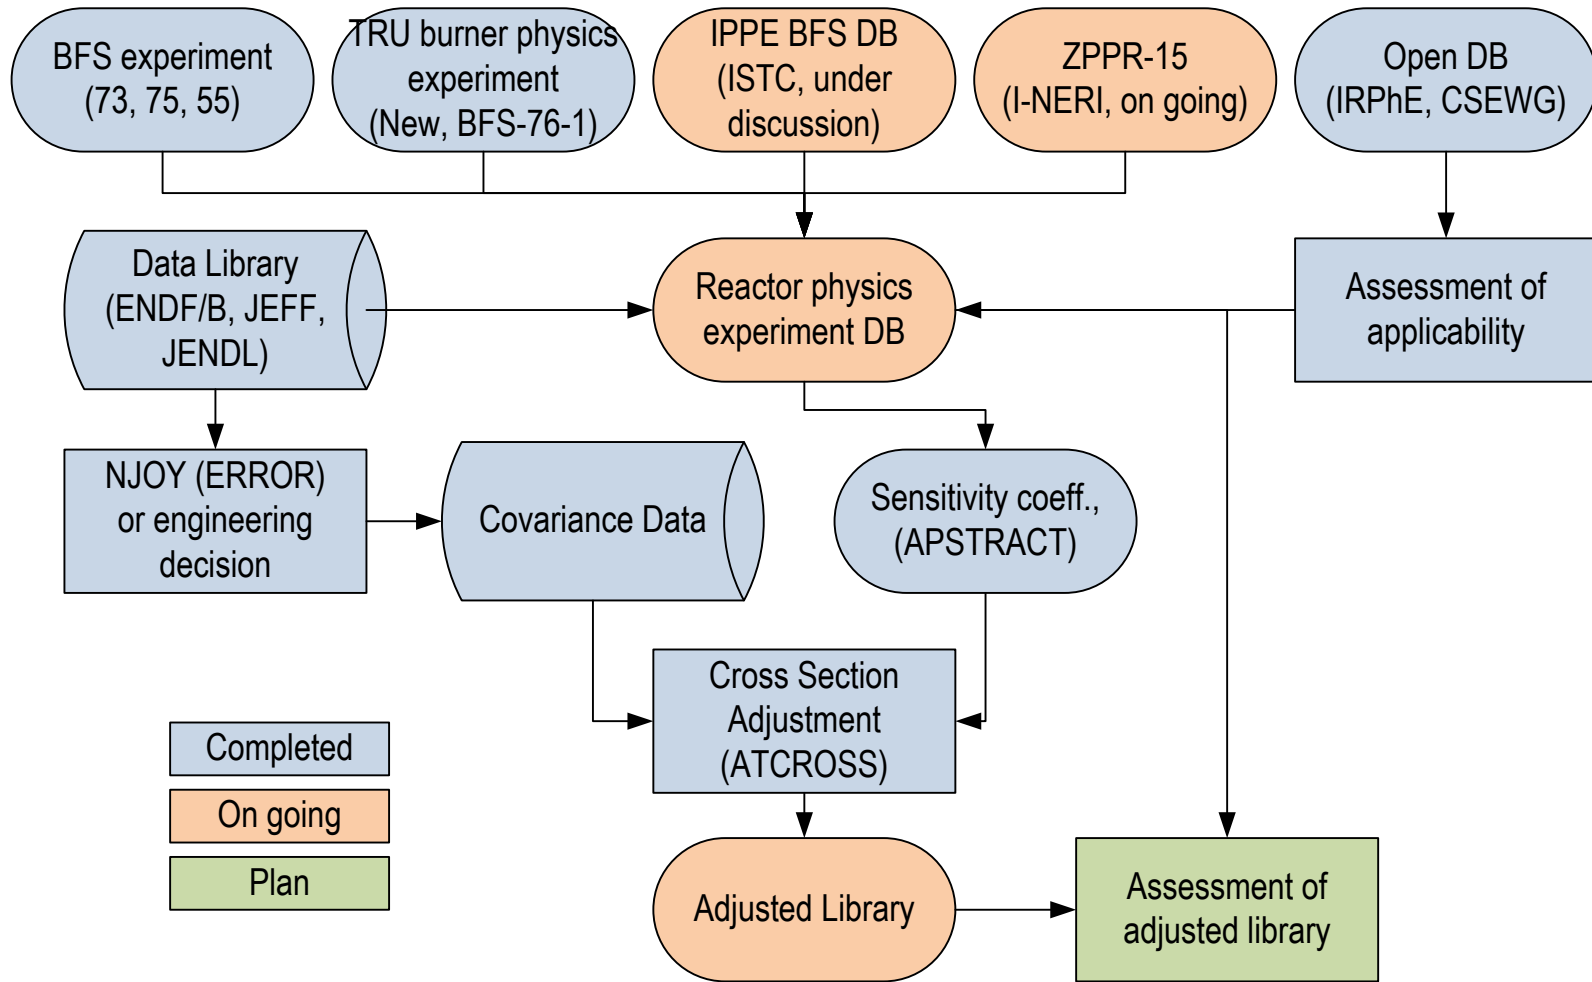 BFS experiment
(73, 75, 55)
TRU burner physics
experiment
(New, BFS-76-1)
IPPE BFS DB
(ISTC, under
discussion)
ZPPR-15
(I-NERI, on going)
Open DB
(IRPhE, CSEWG)
Data Library
(ENDF/B, JEFF,
JENDL)
Reactor physics
experiment DB
Assessment of
applicability
NJOY (ERROR)
or engineering
decision
Covariance Data
Sensitivity coeff.,
(APSTRACT)
Cross Section
Adjustment
(ATCROSS)
Completed
On going
Plan
Adjusted Library
Assessment of
adjusted library